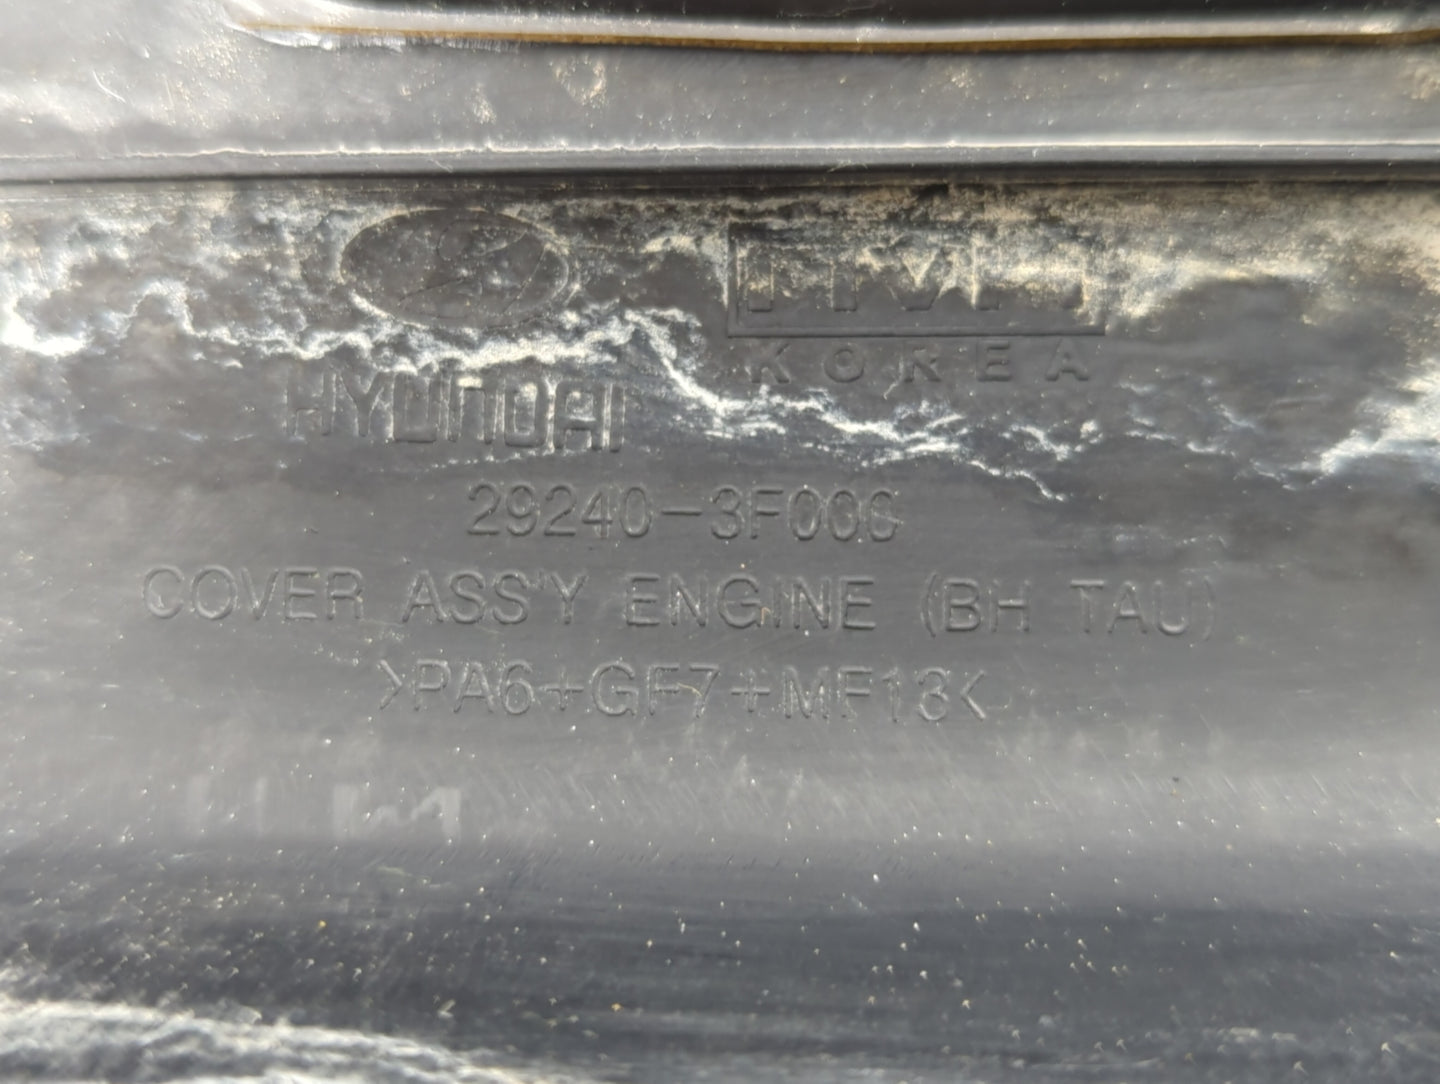 HYUNDAI
KOREA
29240-3F000
COVER ASS'Y ENGINE (BH TAU)
>PA6+GF7+MF13<